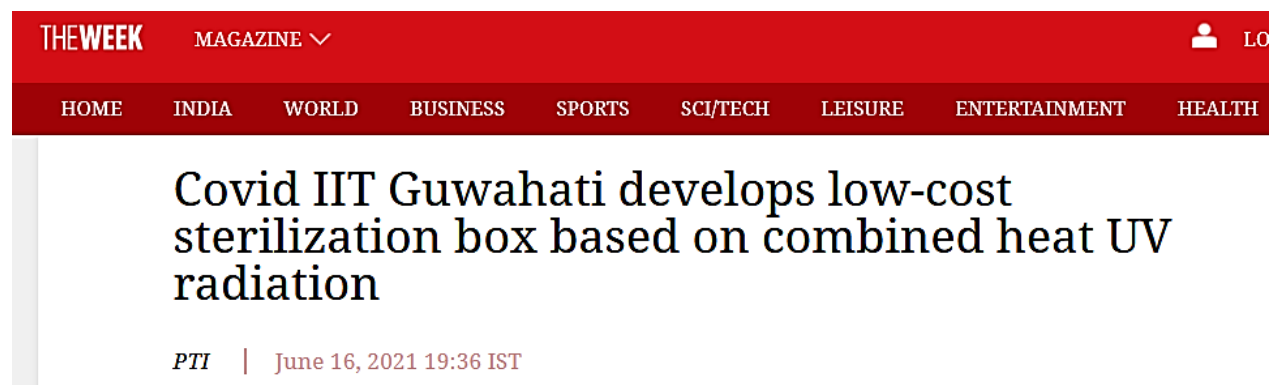 THEWEEK MAGAZINE LO
HOME INDIA WORLD BUSINESS SPORTS SCI/TECH LEISURE ENTERTAINMENT HEALTH
Covid IIT Guwahati develops low-cost
sterilization box based on combined heat UV
radiation
PTI | June 16, 2021 19:36 IST